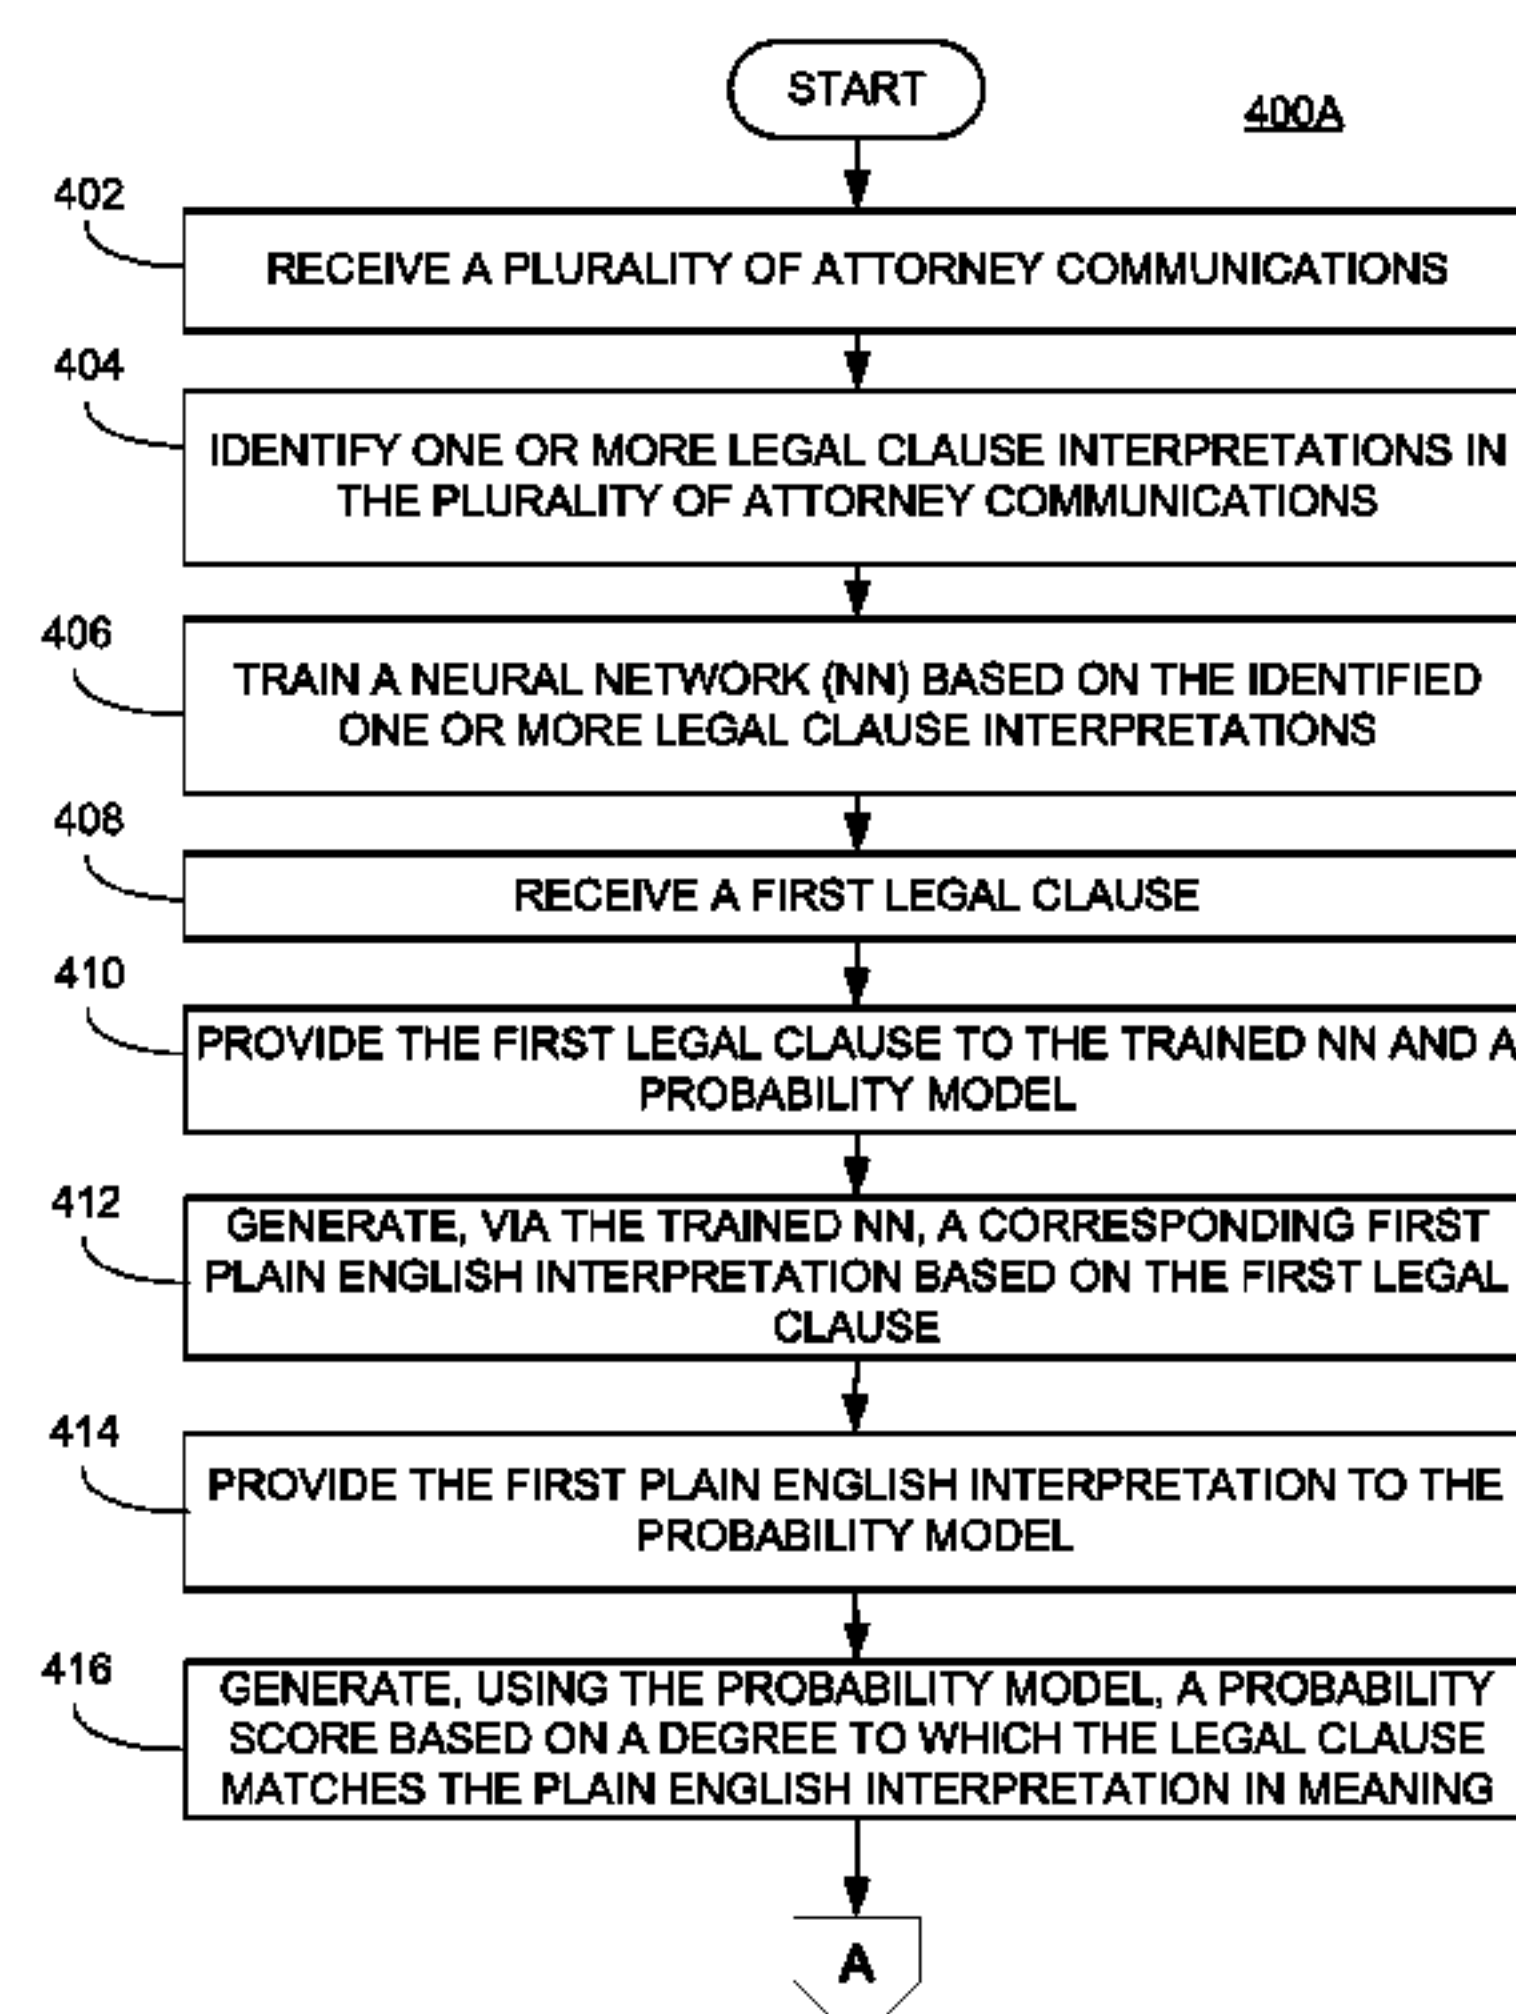 START
400A
402
RECEIVE A PLURALITY OF ATTORNEY COMMUNICATIONS
404
IDENTIFY ONE OR MORE LEGAL CLAUSE INTERPRETATIONS IN
THE PLURALITY OF ATTORNEY COMMUNICATIONS
406
TRAIN A NEURAL NETWORK (NN) BASED ON THE IDENTIFIED
ONE OR MORE LEGAL CLAUSE INTERPRETATIONS
408
RECEIVE A FIRST LEGAL CLAUSE
410
PROVIDE THE FIRST LEGAL CLAUSE TO THE TRAINED NN AND A
PROBABILITY MODEL
412
GENERATE, VIA THE TRAINED NN, A CORRESPONDING FIRST
PLAIN ENGLISH INTERPRETATION BASED ON THE FIRST LEGAL
CLAUSE
414
PROVIDE THE FIRST PLAIN ENGLISH INTERPRETATION TO THE
PROBABILITY MODEL
416
GENERATE, USING THE PROBABILITY MODEL, A PROBABILITY
SCORE BASED ON A DEGREE TO WHICH THE LEGAL CLAUSE
MATCHES THE PLAIN ENGLISH INTERPRETATION IN MEANING
A